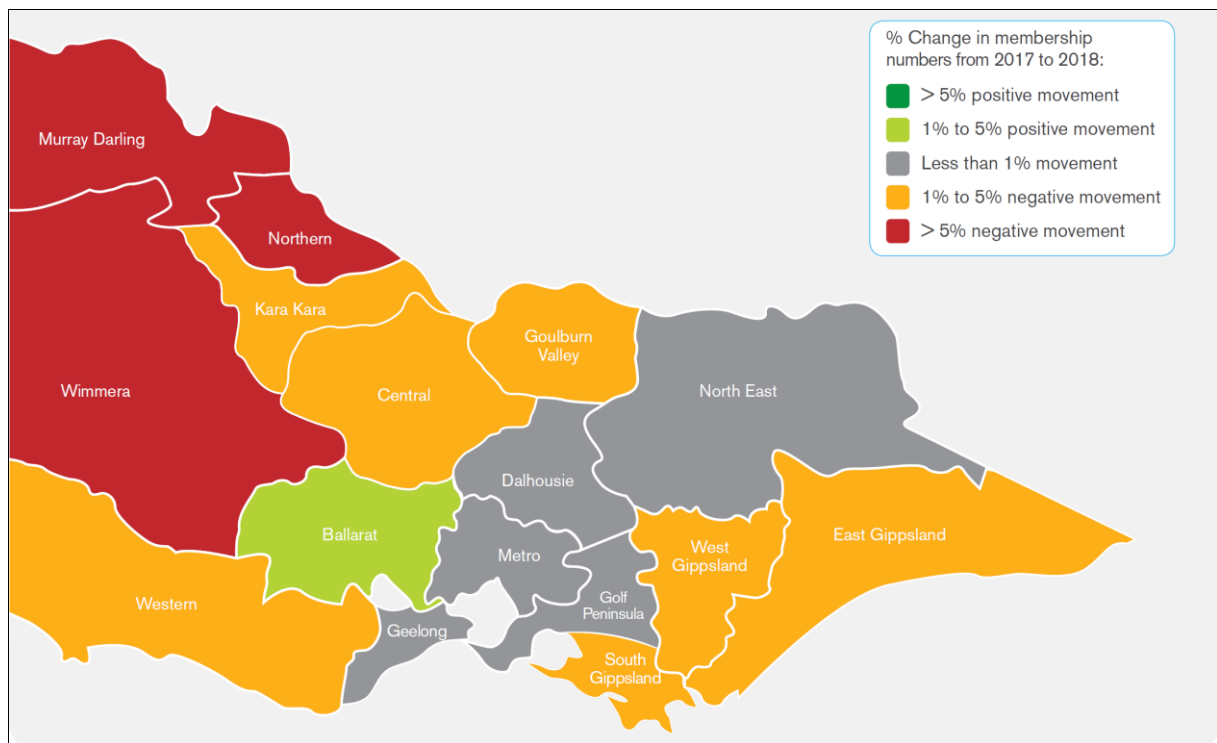 % Change in membership
numbers from 2017 to 2018:
> 5% positive movement
1% to 5% positive movement
Less than 1% movement
1% to 5% negative movement
> 5% negative movement
Murray Darling
Northern
Kara Kara
Goulburn
Valley
Wimmera
Central
North East
Dalhousie
Ballarat
Metro
West
Gippsland
East Gippsland
Western
Geelong
Golf
Peninsula
South
Gippsland